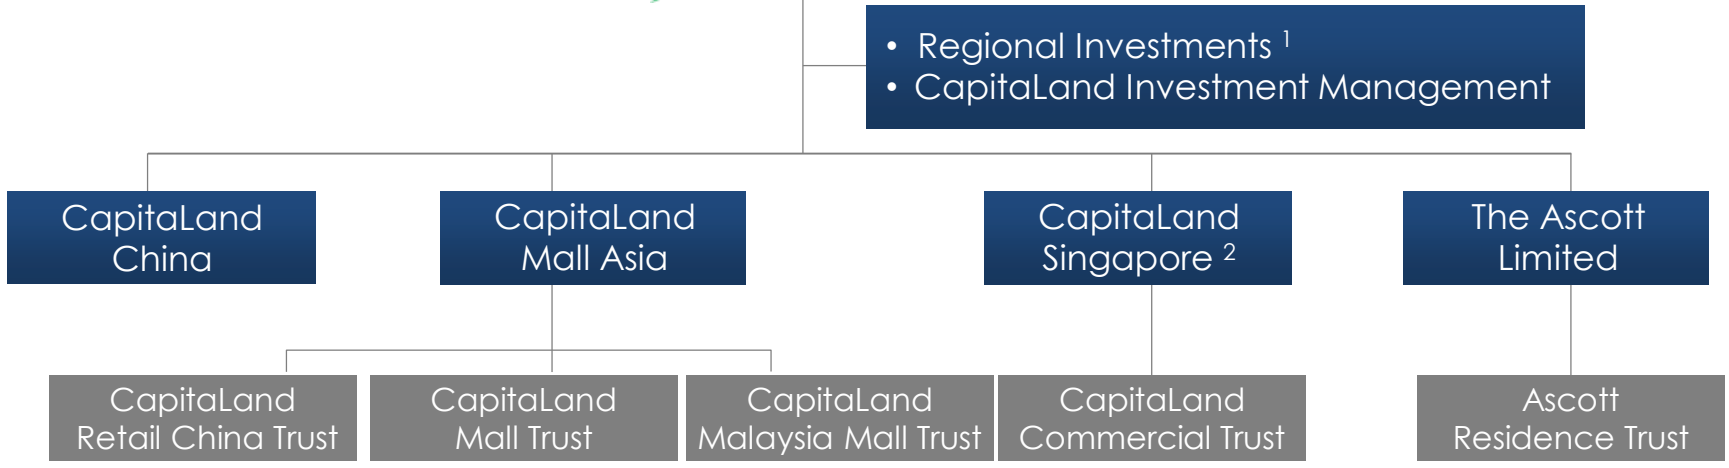 • Regional Investments ¹
• CapitaLand Investment Management
CapitaLand
China
CapitaLand
Mall Asia
CapitaLand
Singapore ²
The Ascott
Limited
CapitaLand
Retail China Trust
CapitaLand
Mall Trust
CapitaLand
Malaysia Mall Trust
CapitaLand
Commercial Trust
Ascott
Residence Trust